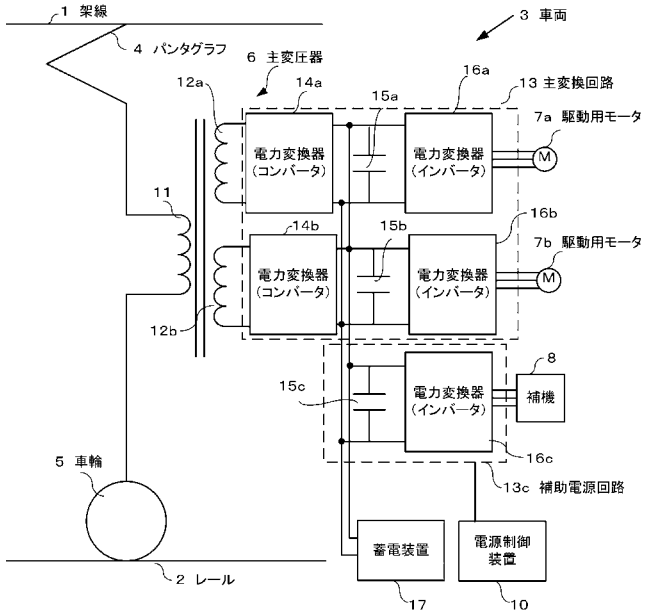 1 架線
3 車両
4 パンタグラフ
6 主変圧器
12a
14a
16a
13 主変換回路
15a
7a 駆動用モータ
電力変換器
(コンバータ)
電力変換器
(インバータ)
M
11
14b
15b
16b
7b 駆動用モータ
電力変換器
(コンバータ)
電力変換器
(インバータ)
M
12b
15c
電力変換器
(インバータ)
8
補機
16c
13c 補助電源回路
5 車輪
蓄電装置
電源制御
装置
2 レール
17
10